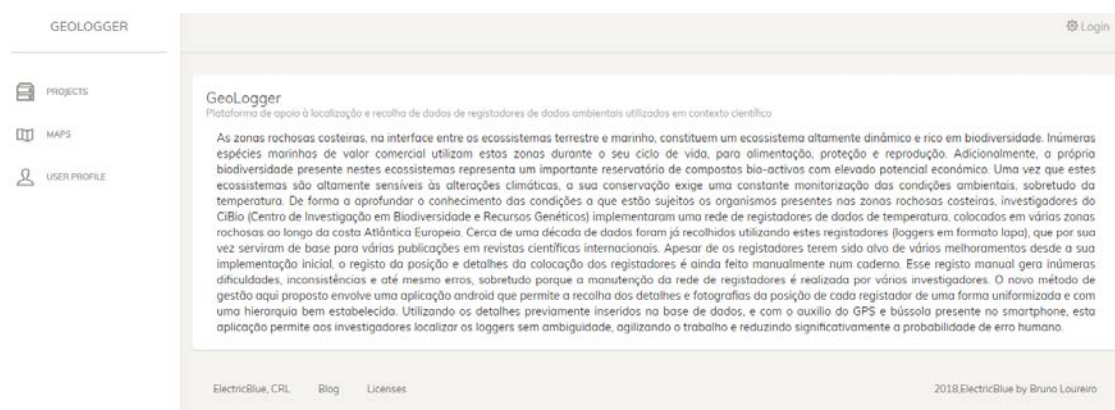 GEOLOGGER
Login
PROJECTS
MAPS
USER PROFILE
GeoLogger
Plataforma de apoio à localização e recolha de dados de registadores de dados ambientais utilizados em contexto científico
As zonas rochosas costeiras, na interface entre os ecossistemas terrestre e marinho, constituem um ecossistema altamente dinâmico e rico em biodiversidade. Inúmeras
espécies marinhas de valor comercial utilizam estas zonas durante o seu ciclo de vida, para alimentação, proteção e reprodução. Adicionalmente, a própria
biodiversidade presente nestes ecossistemas representa um importante reservatório de compostos bio-activos com elevado potencial económico. Uma vez que estes
ecossistemas são altamente sensíveis às alterações climáticas, a sua conservação exige uma constante monitorização das condições ambientais, sobretudo da
temperatura. De forma a aprofundar o conhecimento das condições a que estão sujeitos os organismos presentes nas zonas rochosas costeiras, investigadores do
CiBio (Centro de Investigação em Biodiversidade e Recursos Genéticos) implementaram uma rede de registadores de dados de temperatura, colocados em várias zonas
rochosas ao longo da costa Atlântica Europeia. Cerca de uma década de dados foram já recolhidos utilizando estes registadores (loggers em formato lapa), que por sua
vez serviram de base para várias publicações em revistas científicas internacionais. Apesar de os registadores terem sido alvo de vários melhoramentos desde a sua
implementação inicial, o registo da posição e detalhes da colocação dos registadores é ainda feito manualmente num caderno. Esse registo manual gera inúmeras
dificuldades, inconsistências e até mesmo erros, sobretudo porque a manutenção da rede de registadores é realizada por vários investigadores. O novo método de
gestão aqui proposto envolve uma aplicação android que permite a recolha dos detalhes e fotografias da posição de cada registador de uma forma uniformizada e com
uma hierarquia bem estabelecida. Utilizando os detalhes previamente inseridos na base de dados, e com o auxílio do GPS e bússola presente no smartphone, esta
aplicação permite aos investigadores localizar os loggers sem ambiguidade, agilizando o trabalho e reduzindo significativamente a probabilidade de erro humano.
ElectricBlue, CRL Blog Licenses 2018,ElectricBlue by Bruno Loureiro